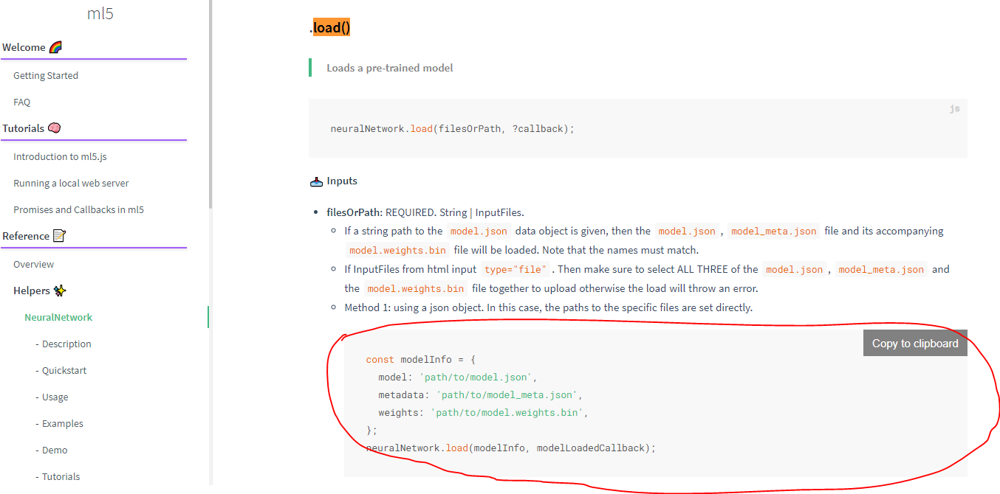 ml5
Welcome 🌈
Getting Started
FAQ
Tutorials 🧠
Introduction to ml5.js
Running a local web server
Promises and Callbacks in ml5
Reference 📝
Overview
Helpers ✨
NeuralNetwork
- Description
- Quickstart
- Usage
- Examples
- Demo
- Tutorials
.load()
Loads a pre-trained model
js
neuralNetwork.load(filesOrPath, ?callback);
📥 Inputs
• filesOrPath: REQUIRED. String | InputFiles.
○ If a string path to the model.json data object is given, then the model.json , model_meta.json file and its accompanying
model.weights.bin file will be loaded. Note that the names must match.
○ If InputFiles from html input type="file" . Then make sure to select ALL THREE of the model.json , model_meta.json and
the model.weights.bin file together to upload otherwise the load will throw an error.
○ Method 1: using a json object. In this case, the paths to the specific files are set directly.
Copy to clipboard
const modelInfo = {
model: 'path/to/model.json',
metadata: 'path/to/model_meta.json',
weights: 'path/to/model.weights.bin',
};
neuralNetwork.load(modelInfo, modelLoadedCallback);